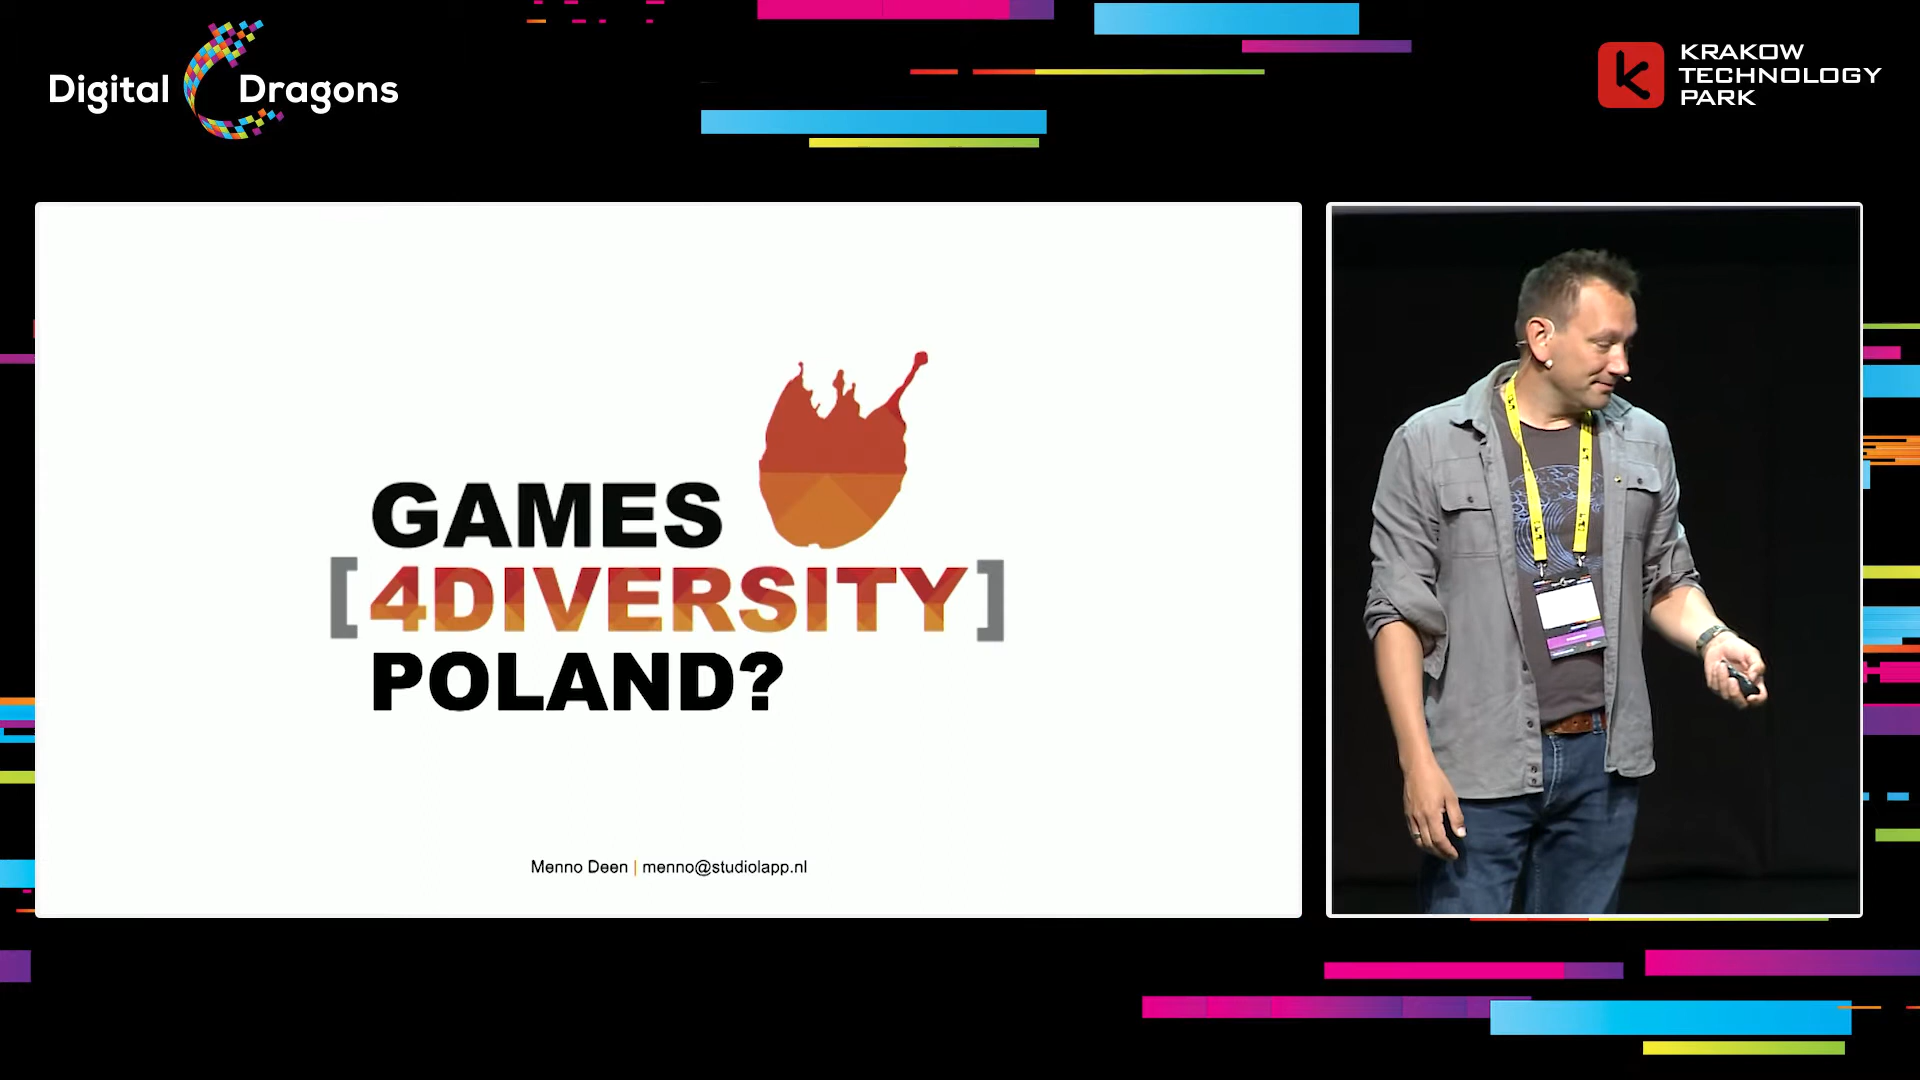 Digital Dragons
KRAKOW
TECHNOLOGY
PARK
GAMES
[4DIVERSITY]
POLAND?
Menno Deen | menno@studiolapp.nl